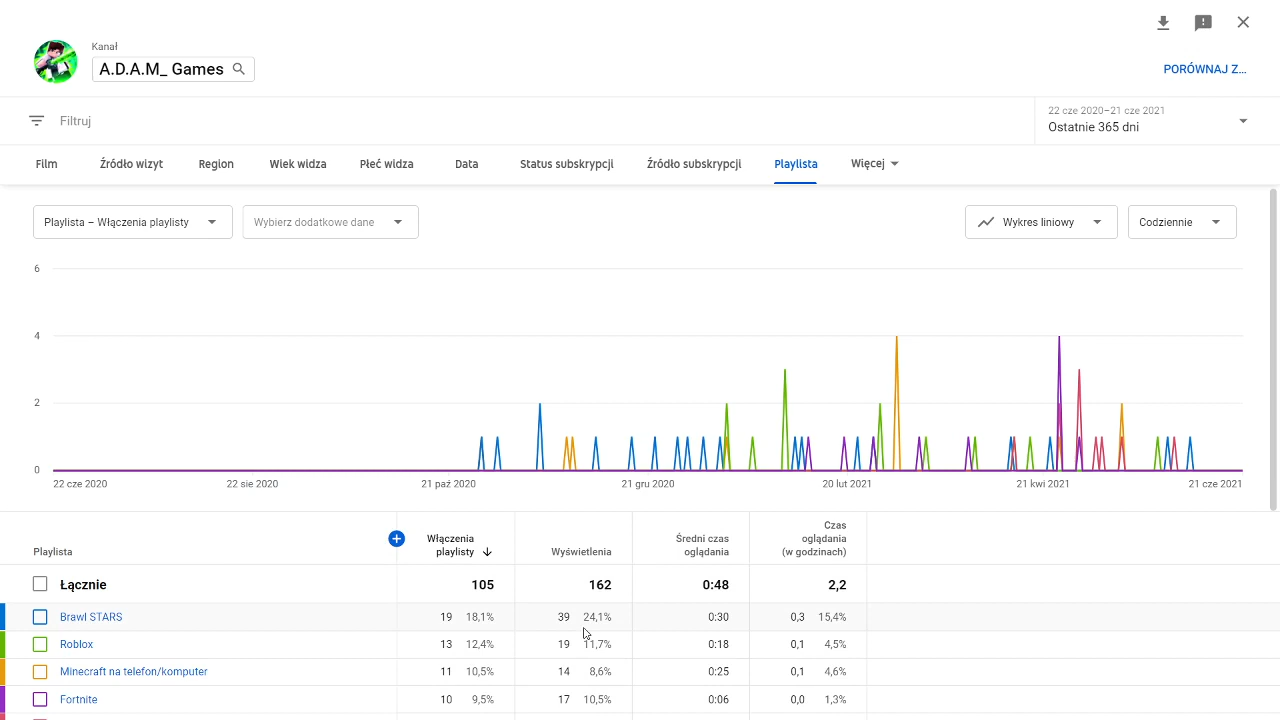 Kanał
A.D.A.M_ Games
PORÓWNAJ Z…
Filtruj
22 cze 2020–21 cze 2021
Ostatnie 365 dni
Film Źródło wizyt Region Wiek widza Płeć widza Data Status subskrypcji Źródło subskrypcji Playlista Więcej
Playlista – Włączenia playlisty Wybierz dodatkowe dane Wykres liniowy Codziennie
6
4
2
0
22 cze 2020 22 sie 2020 21 paź 2020 21 gru 2020 20 lut 2021 21 kwi 2021 21 cze 2021
Playlista Włączenia playlisty Wyświetlenia Średni czas oglądania Czas oglądania (w godzinach)
Łącznie 105 162 0:48 2,2
Brawl STARS 19 18,1% 39 24,1% 0:30 0,3 15,4%
Roblox 13 12,4% 19 11,7% 0:18 0,1 4,5%
Minecraft na telefon/komputer 11 10,5% 14 8,6% 0:25 0,1 4,6%
Fortnite 10 9,5% 17 10,5% 0:06 0,0 1,3%